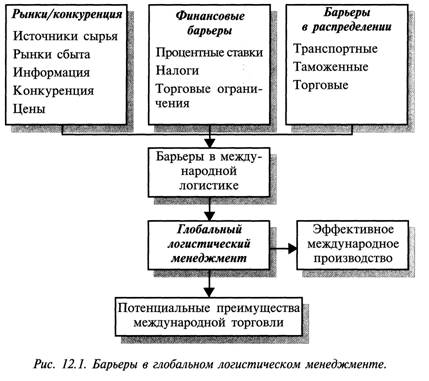 Рынки/конкуренция
Источники сырья
Рынки сбыта
Информация
Конкуренция
Цены
Финансовые
барьеры
Процентные ставки
Налоги
Торговые ограни-
чения
Барьеры
в распределении
Транспортные
Таможенные
Торговые
Барьеры в между-
народной
логистике
Глобальный
логистический
менеджмент
Эффективное
международное
производство
Потенциальные преимущества
международной торговли
Рис. 12.1. Барьеры в глобальном логистическом менеджменте.